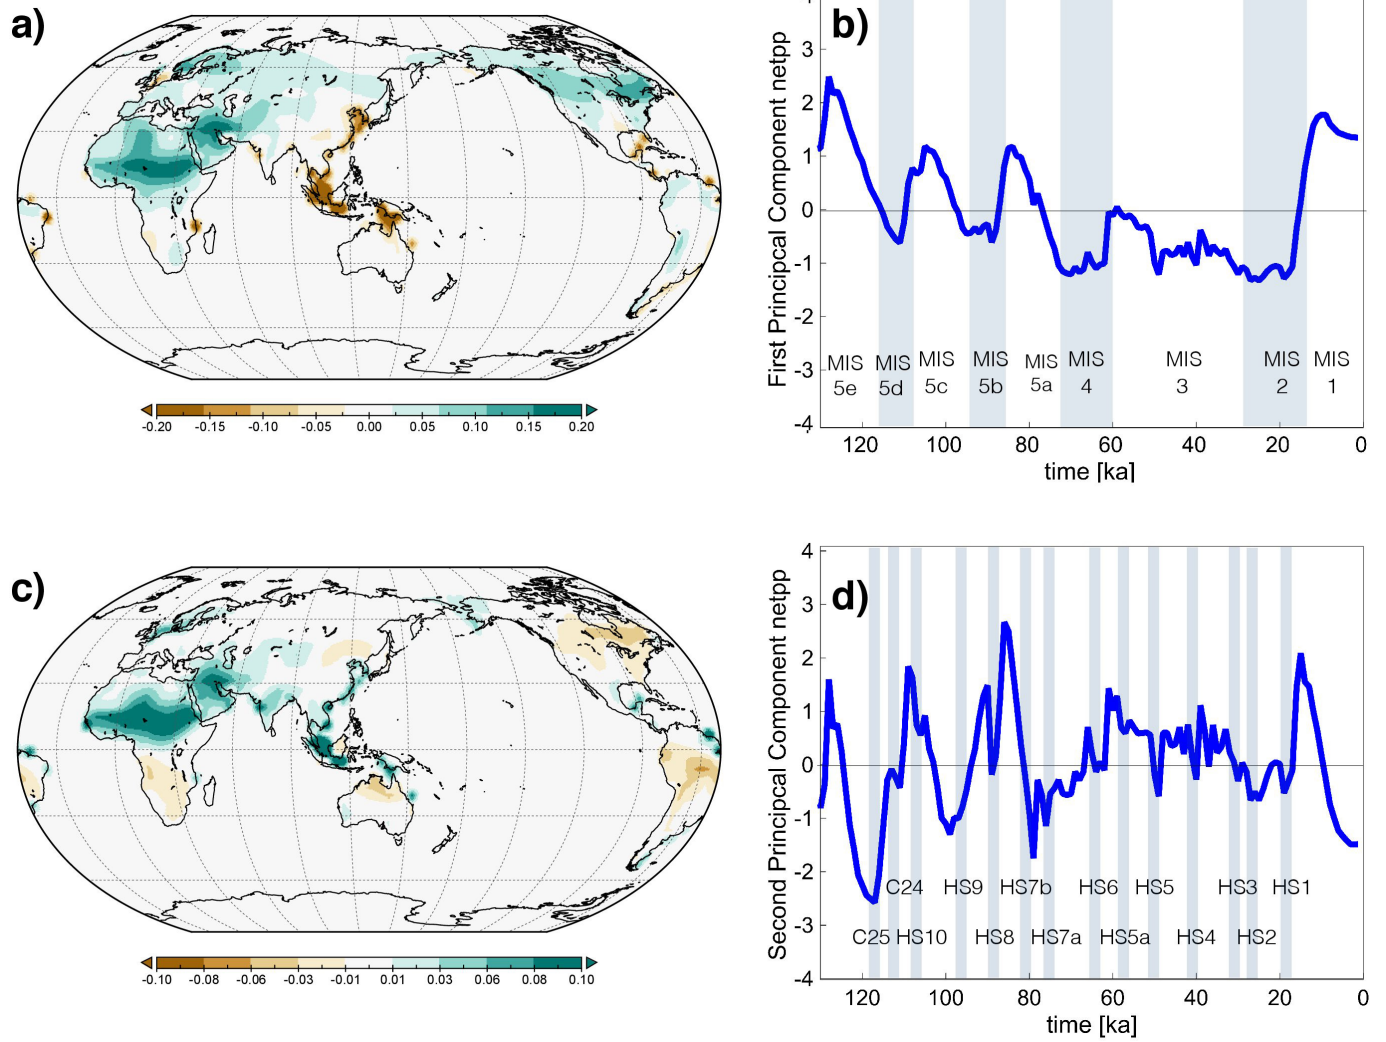 a)
-0.20 -0.15 -0.10 -0.05 0.00 0.05 0.10 0.15 0.20
b)
First Principcal Component netpp
3
2
1
0
-1
-2
-3
-4
MIS 5e
MIS 5d
MIS 5c
MIS 5b
MIS 5a
MIS 4
MIS 3
MIS 2
MIS 1
120 100 80 60 40 20 0
time [ka]
c)
-0.10 -0.08 -0.06 -0.03 -0.01 0.01 0.03 0.06 0.08 0.10
d)
Second Principcal Component netpp
4
3
2
1
0
-1
-2
-3
-4
C24 HS9 HS7b HS6 HS5 HS3 HS1
C25 HS10 HS8 HS7a HS5a HS4 HS2
120 100 80 60 40 20 0
time [ka]